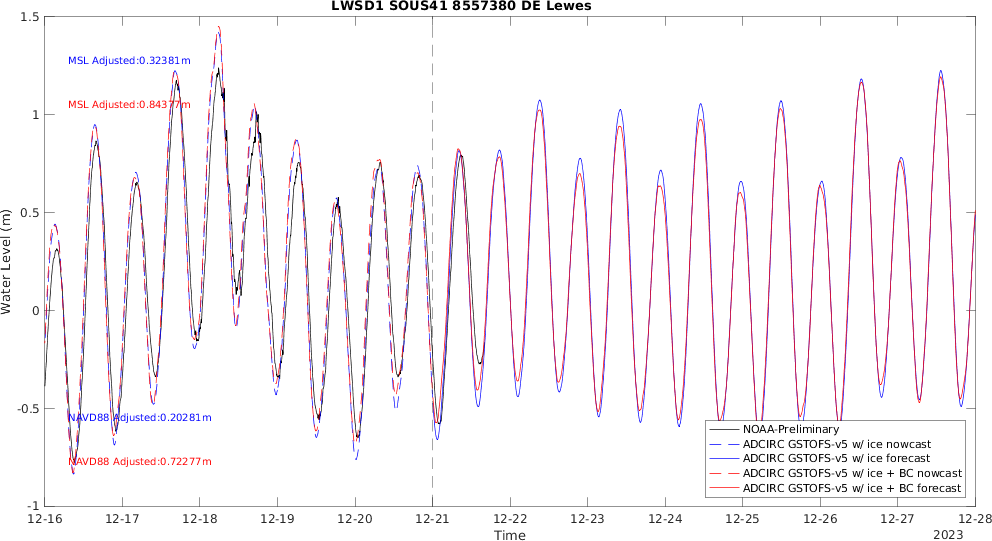 LWSD1 SOUS41 8557380 DE Lewes
1.5
MSL Adjusted:0.32381m
MSL Adjusted:0.84377m
1
0.5
Water Level (m)
0
-0.5
NAVD88 Adjusted:0.20281m
NAVD88 Adjusted:0.72277m
-1
NOAA-Preliminary
ADCIRC GSTOFS-v5 w/ ice nowcast
ADCIRC GSTOFS-v5 w/ ice forecast
ADCIRC GSTOFS-v5 w/ ice + BC nowcast
ADCIRC GSTOFS-v5 w/ ice + BC forecast
12-16 12-17 12-18 12-19 12-20 12-21 12-22 12-23 12-24 12-25 12-26 12-27 12-28
Time
2023